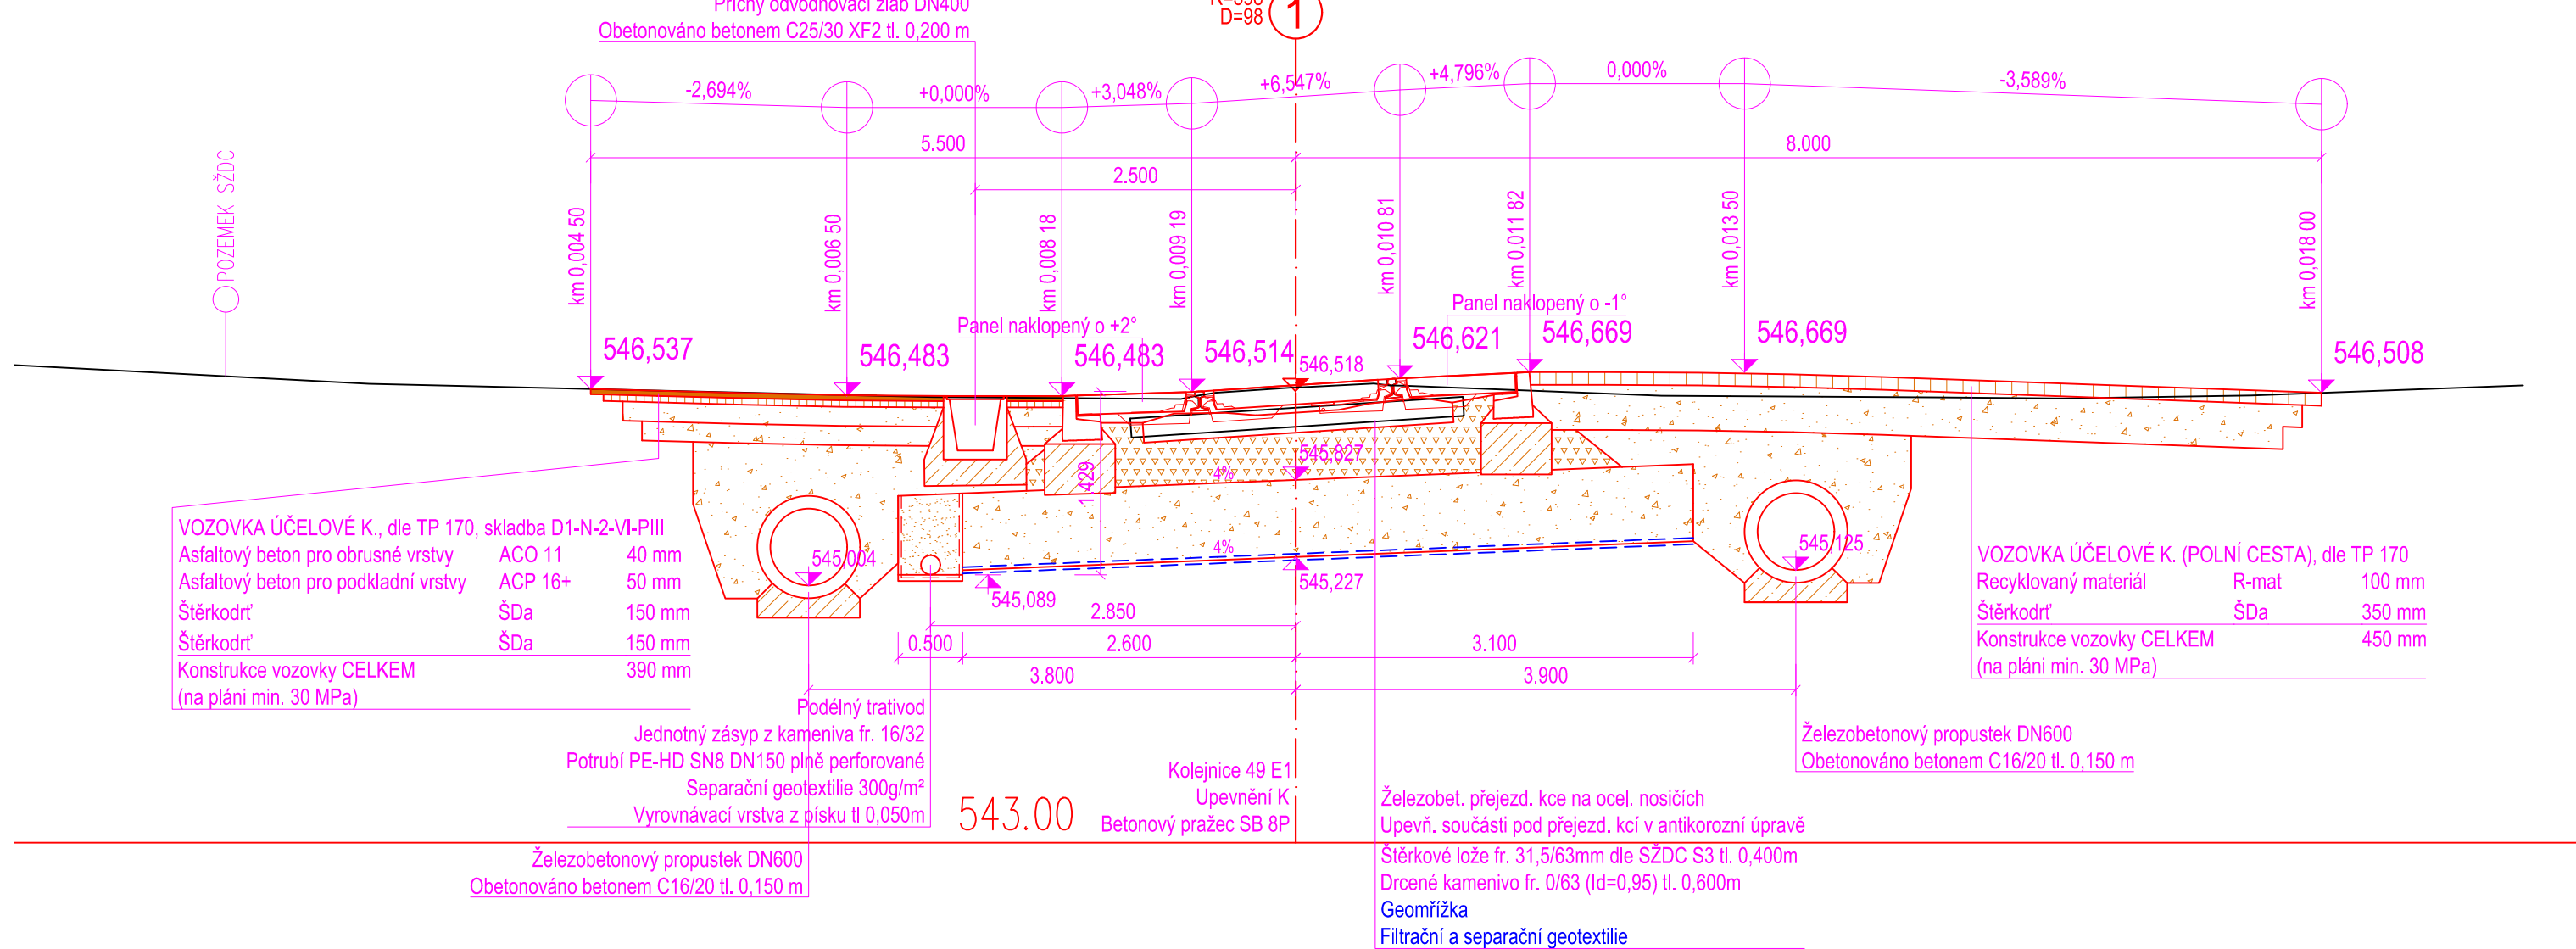 Příčný odvodňovací žlab DN400
Obetonováno betonem C25/30 XF2 tl. 0,200 m
D=98
1
-2,694%
+0,000%
+3,048%
+6,547%
+4,796%
0,000%
-3,589%
5.500
8.000
2.500
POZEMEK SŽDC
km 0,004 50
km 0,006 50
km 0,008 18
km 0,009 19
km 0,010 81
km 0,011 82
km 0,013 50
km 0,018 00
Panel naklopený o +2°
Panel naklopený o -1°
546,537
546,483
546,483
546,514
546,518
546,621
546,669
546,669
546,508
545,827
4%
1.429
4%
545,004
545,089
545,227
545,125
VOZOVKA ÚČELOVÉ K., dle TP 170, skladba D1-N-2-VI-PIII
Asfaltový beton pro obrusné vrstvy ACO 11 40 mm
Asfaltový beton pro podkladní vrstvy ACP 16+ 50 mm
Štěrkodrť ŠDa 150 mm
Štěrkodrť ŠDa 150 mm
Konstrukce vozovky CELKEM 390 mm
(na pláni min. 30 MPa)
VOZOVKA ÚČELOVÉ K. (POLNÍ CESTA), dle TP 170
Recyklovaný materiál R-mat 100 mm
Štěrkodrť ŠDa 350 mm
Konstrukce vozovky CELKEM 450 mm
(na pláni min. 30 MPa)
2.850
0.500
2.600
3.100
3.800
3.900
Podélný trativod
Jednotný zásyp z kameniva fr. 16/32
Potrubí PE-HD SN8 DN150 plně perforované
Separační geotextilie 300g/m²
Vyrovnávací vrstva z písku tl 0,050m
543.00
Kolejnice 49 E1
Upevnění K
Betonový pražec SB 8P
Železobetonový propustek DN600
Obetonováno betonem C16/20 tl. 0,150 m
Železobetonový propustek DN600
Obetonováno betonem C16/20 tl. 0,150 m
Železobet. přejezd. kce na ocel. nosičích
Upevň. součásti pod přejezd. kcí v antikorozní úpravě
Štěrkové lože fr. 31,5/63mm dle SŽDC S3 tl. 0,400m
Drcené kamenivo fr. 0/63 (Id=0,95) tl. 0,600m
Geomřížka
Filtrační a separační geotextilie